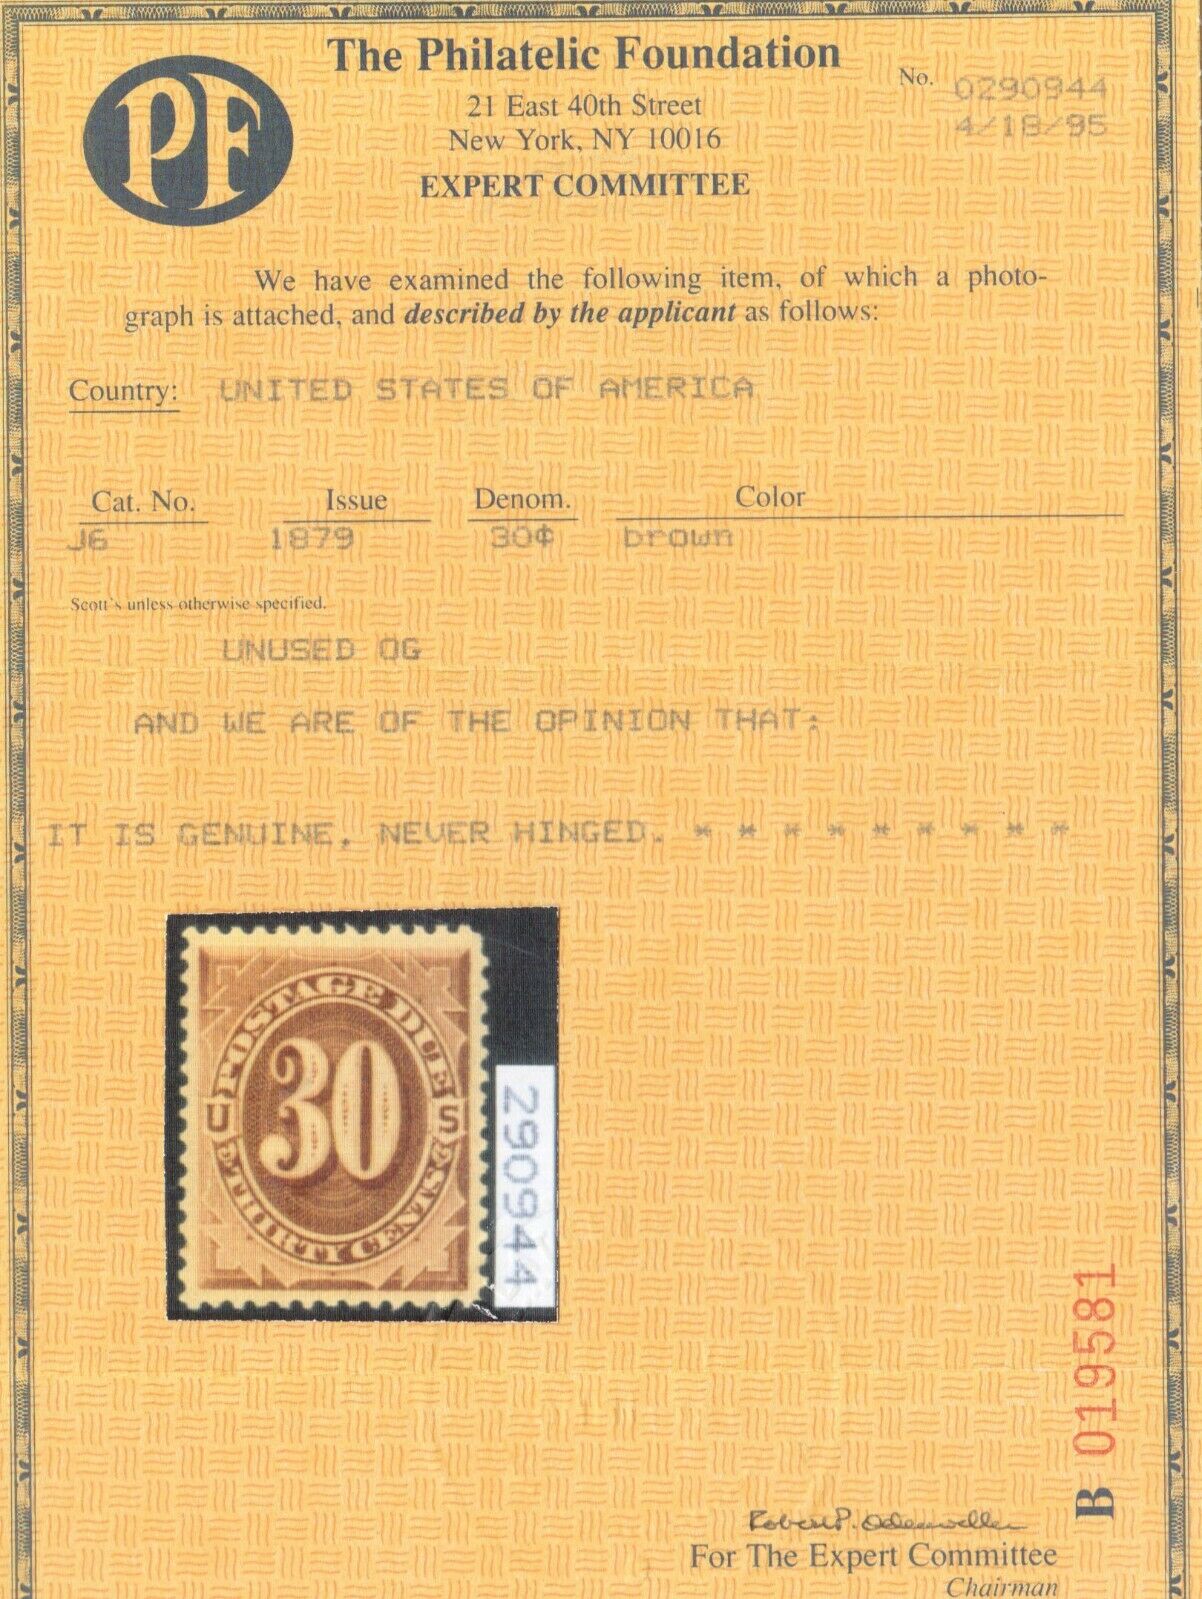 PF
The Philatelic Foundation
21 East 40th Street
New York, NY 10016
EXPERT COMMITTEE
No. 0290944
4/18/95
We have examined the following item, of which a photo-
graph is attached, and described by the applicant as follows:
Country: UNITED STATES OF AMERICA
Cat. No. Issue Denom. Color
J6 1879 30¢ brown
Scott's unless otherwise specified.
UNUSED OG
AND WE ARE OF THE OPINION THAT:
IT IS GENUINE, NEVER HINGED. * * * * * * * * *
POSTAGE DUE
U 30 S
THIRTY CENTS
290944
B 019581
Robert P. Odenweller
For The Expert Committee
Chairman